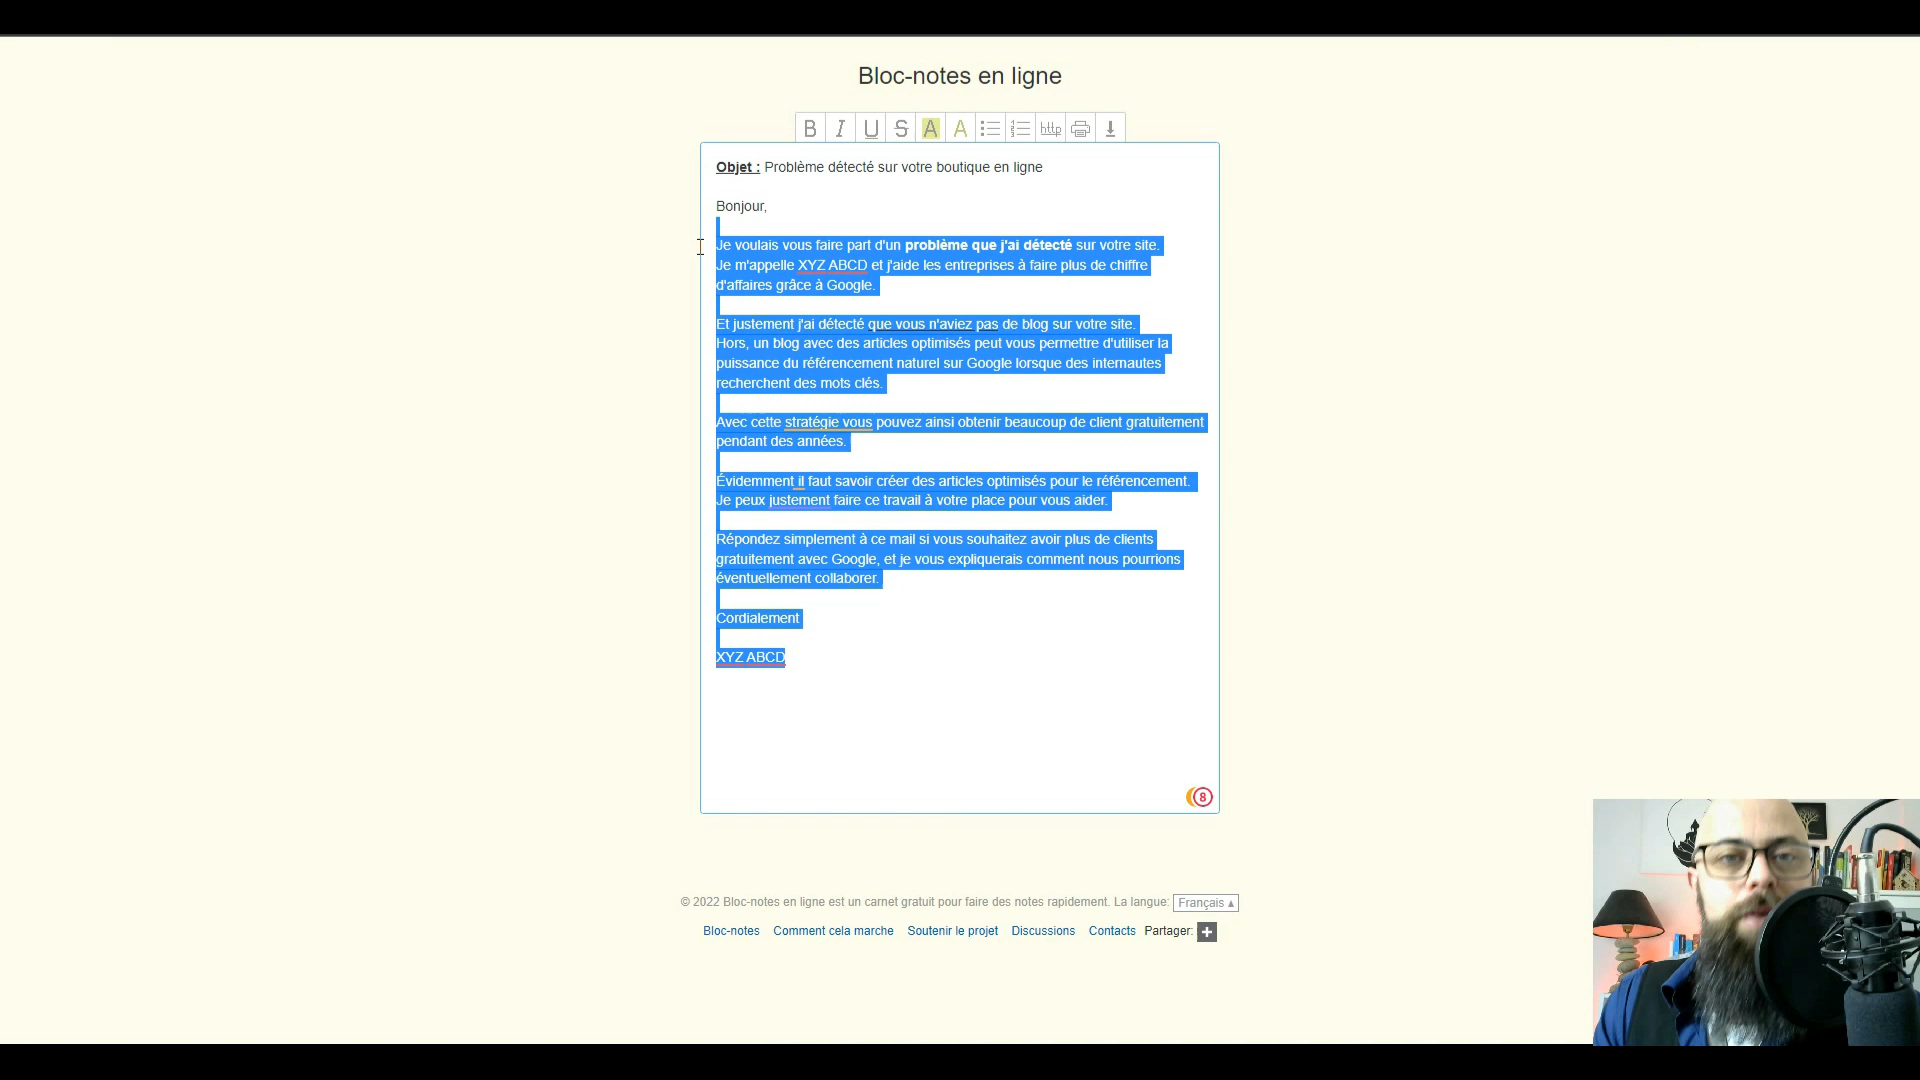 Bloc-notes en ligne
B I U S A A http
Objet : Problème détecté sur votre boutique en ligne
Bonjour,
Je voulais vous faire part d'un problème que j'ai détecté sur votre site.
Je m'appelle XYZ ABCD et j'aide les entreprises à faire plus de chiffre
d'affaires grâce à Google.
Et justement j'ai détecté que vous n'aviez pas de blog sur votre site.
Hors, un blog avec des articles optimisés peut vous permettre d'utiliser la
puissance du référencement naturel sur Google lorsque des internautes
recherchent des mots clés.
Avec cette stratégie vous pouvez ainsi obtenir beaucoup de client gratuitement
pendant des années.
Évidemment il faut savoir créer des articles optimisés pour le référencement.
Je peux justement faire ce travail à votre place pour vous aider.
Répondez simplement à ce mail si vous souhaitez avoir plus de clients
gratuitement avec Google, et je vous expliquerais comment nous pourrions
éventuellement collaborer.
Cordialement
XYZ ABCD
8
© 2022 Bloc-notes en ligne est un carnet gratuit pour faire des notes rapidement. La langue: Français
Bloc-notes Comment cela marche Soutenir le projet Discussions Contacts Partager: